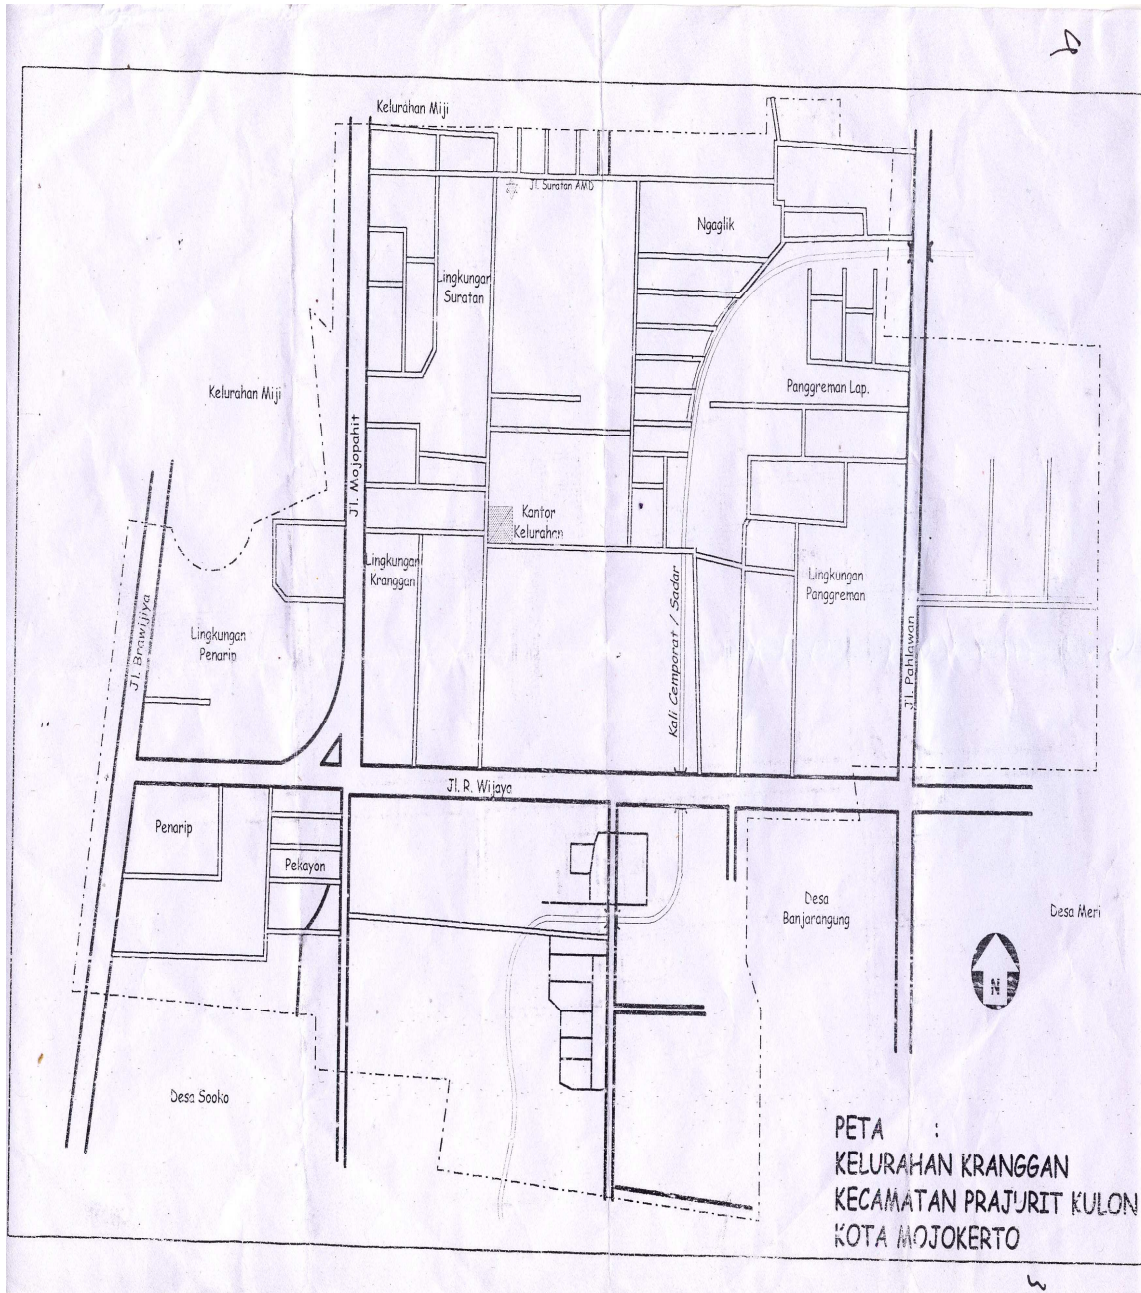 Kelurahan Miji
Jl. Suratan AMD
Ngaglik
Lingkungan
Suratan
Kelurahan Miji
Panggreman Lap.
Jl. Mojopahit
Kantor
Kelurahan
Lingkungan
Kranggan
Lingkungan
Panggreman
Kali Cemporat / Sadar
Jl. Brawijiya
Lingkungan
Penarip
Jl. Pahlawan
Jl. R. Wijaya
Penarip
Pekayon
Desa
Banjarangung
Desa Meri
N
Desa Sooko
PETA :
KELURAHAN KRANGGAN
KECAMATAN PRAJURIT KULON
KOTA MOJOKERTO